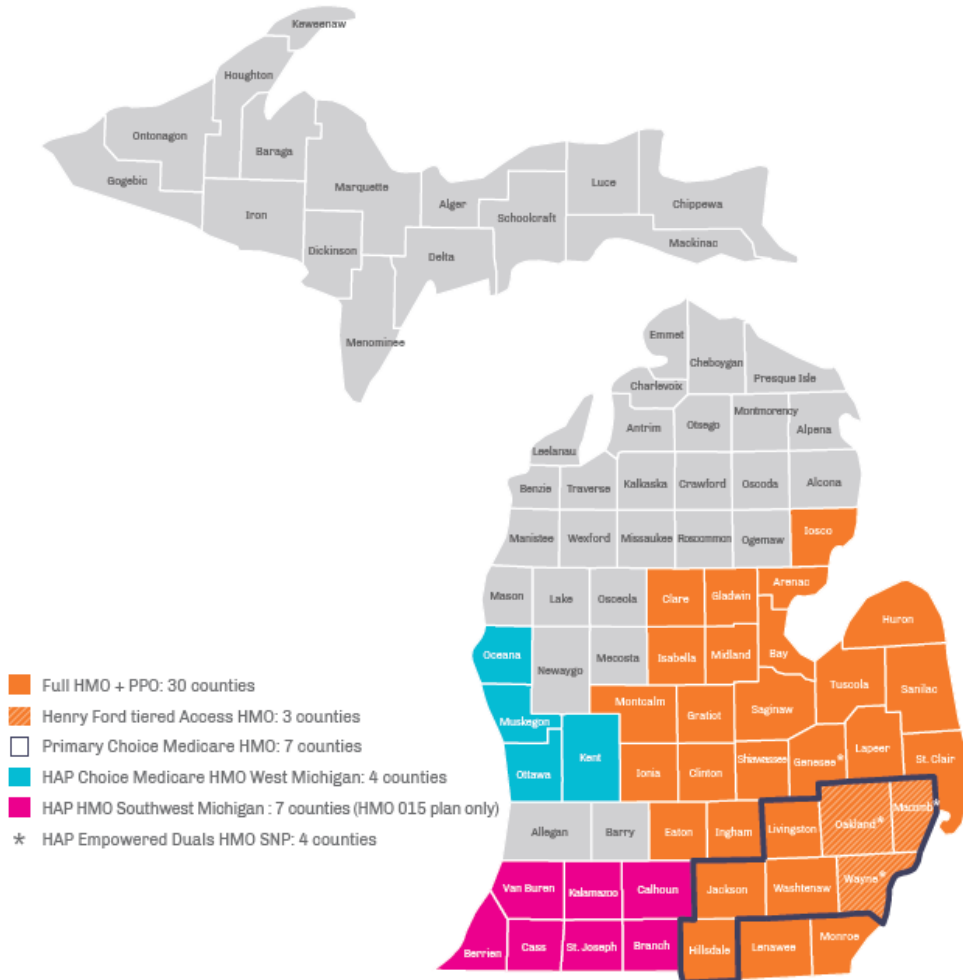 Keweenaw
Houghton
Ontonagon
Baraga
Gogebic
Marquette
Iron
Alger
Luce
Schoolcraft
Chippewa
Dickinson
Delta
Mackinac
Menominee
Emmet
Cheboygan
Presque Isle
Charlevoix
Antrim
Otsego
Montmorency
Alpena
Leelanau
Benzie
Traverse
Kalkaska
Crawford
Oscoda
Alcona
Manistee
Wexford
Missaukee
Roscommon
Ogemaw
Iosco
Mason
Lake
Osceola
Clare
Gladwin
Arenac
Huron
Oceana
Newaygo
Mecosta
Isabella
Midland
Bay
Tuscola
Sanilac
Muskegon
Montcalm
Gratiot
Saginaw
Ottawa
Kent
Ionia
Clinton
Shiawassee
Genesee*
Lapeer
St. Clair
Allegan
Barry
Eaton
Ingham
Livingston
Oakland*
Macomb*
Van Buren
Kalamazoo
Calhoun
Jackson
Washtenaw
Wayne*
Berrien
Cass
St. Joseph
Branch
Hillsdale
Lenawee
Monroe
Full HMO + PPO: 30 counties
Henry Ford tiered Access HMO: 3 counties
Primary Choice Medicare HMO: 7 counties
HAP Choice Medicare HMO West Michigan: 4 counties
HAP HMO Southwest Michigan : 7 counties (HMO 015 plan only)
* HAP Empowered Duals HMO SNP: 4 counties